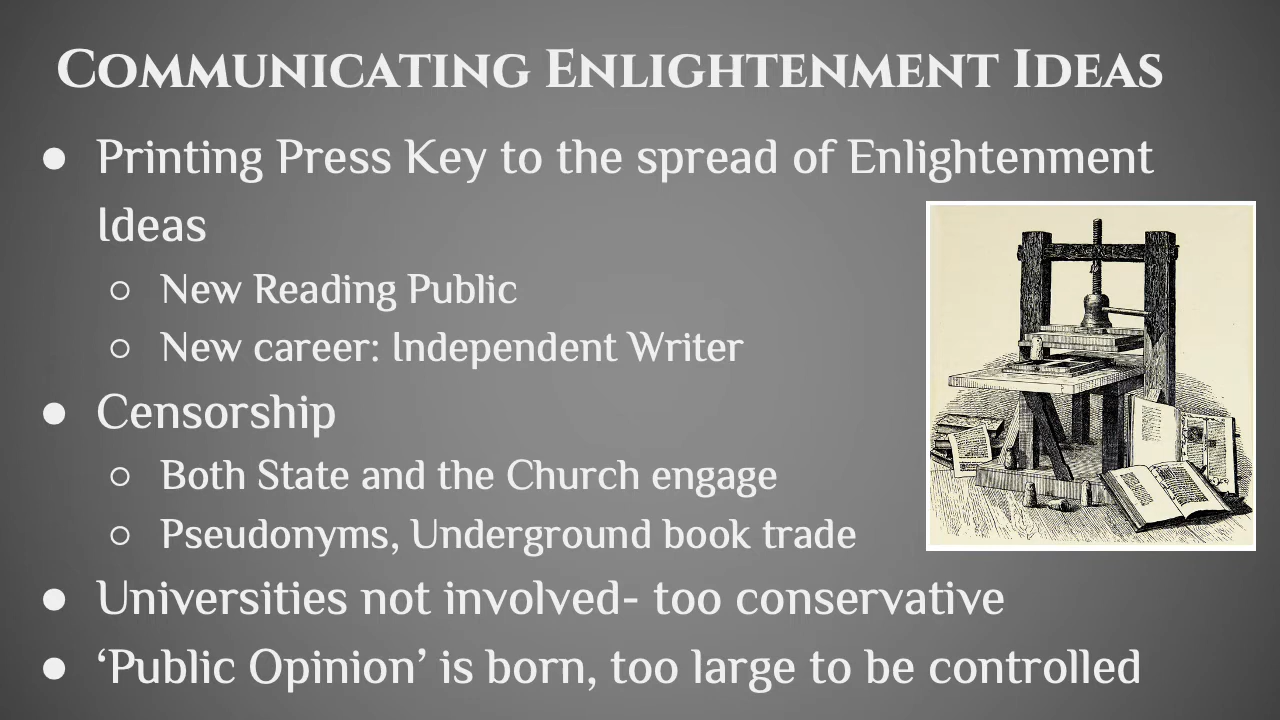 Communicating Enlightenment Ideas
● Printing Press Key to the spread of Enlightenment
Ideas
○ New Reading Public
○ New career: Independent Writer
● Censorship
○ Both State and the Church engage
○ Pseudonyms, Underground book trade
● Universities not involved- too conservative
● ‘Public Opinion’ is born, too large to be controlled